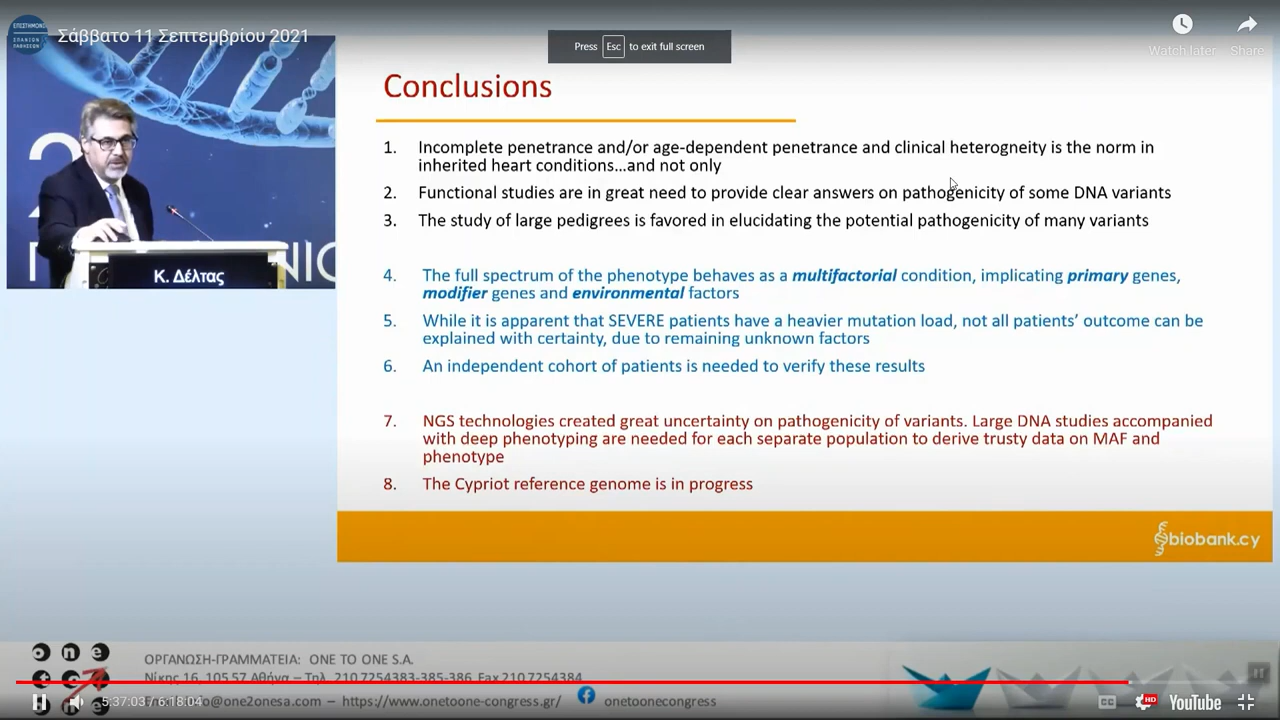 ΕΠΙΣΤΗΜΟΝΙ
ΣΠΑΝΙΩΝ
ΠΑΘΗΣΕΩΝ
Σάββατο 11 Σεπτεμβρίου 2021
Press Esc to exit full screen
Watch later
Share
Κ. Δέλτας
Conclusions
1. Incomplete penetrance and/or age-dependent penetrance and clinical heterogneity is the norm in
inherited heart conditions...and not only
2. Functional studies are in great need to provide clear answers on pathogenicity of some DNA variants
3. The study of large pedigrees is favored in elucidating the potential pathogenicity of many variants
4. The full spectrum of the phenotype behaves as a multifactorial condition, implicating primary genes,
modifier genes and environmental factors
5. While it is apparent that SEVERE patients have a heavier mutation load, not all patients' outcome can be
explained with certainty, due to remaining unknown factors
6. An independent cohort of patients is needed to verify these results
7. NGS technologies created great uncertainty on pathogenicity of variants. Large DNA studies accompanied
with deep phenotyping are needed for each separate population to derive trusty data on MAF and
phenotype
8. The Cypriot reference genome is in progress
biobank.cy
one
ΟΡΓΑΝΩΣΗ-ΓΡΑΜΜΑΤΕΙΑ: ONE TO ONE S.A.
Νίκης 16, 105 57 Αθήνα – Τηλ. 210 7254383-385-386, Fax 210 7254384
@one2onesa.com – https://www.onetoone-congress.gr/
onetoonecongress
5:37:03 / 6:18:04
CC
HD
YouTube